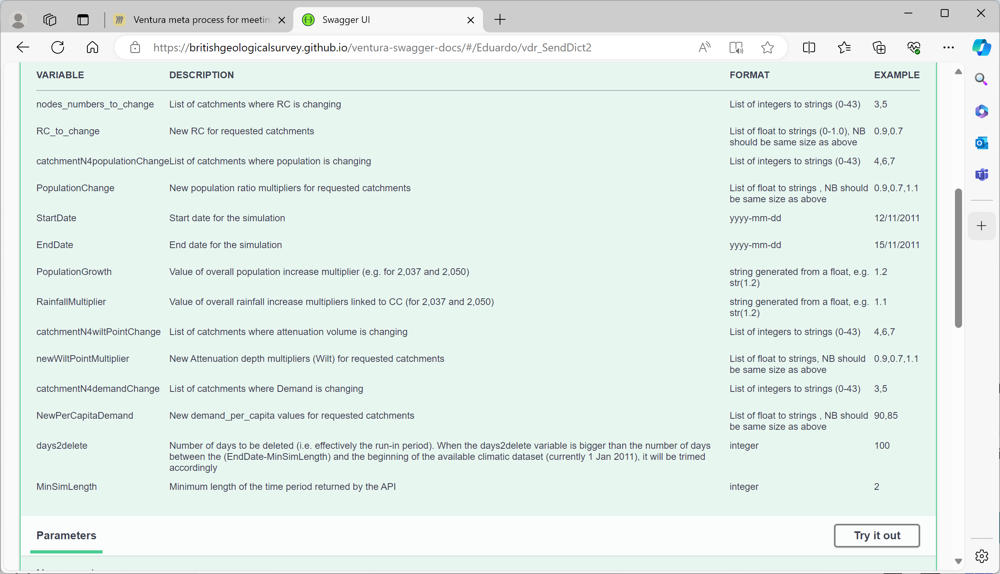 Ventura meta process for meetin
Swagger UI
https://britishgeologicalsurvey.github.io/ventura-swagger-docs/#/Eduardo/vdr_SendDict2
VARIABLE DESCRIPTION FORMAT EXAMPLE
nodes_numbers_to_change List of catchments where RC is changing List of integers to strings (0-43) 3,5
RC_to_change New RC for requested catchments List of float to strings (0-1.0), NB 0.9,0.7
should be same size as above
catchmentN4populationChange List of catchments where population is changing List of integers to strings (0-43) 4,6,7
PopulationChange New population ratio multipliers for requested catchments List of float to strings , NB should 0.9,0.7,1.1
be same size as above
StartDate Start date for the simulation yyyy-mm-dd 12/11/2011
EndDate End date for the simulation yyyy-mm-dd 15/11/2011
PopulationGrowth Value of overall population increase multiplier (e.g. for 2,037 and 2,050) string generated from a float, e.g. 1.2
str(1.2)
RainfallMultiplier Value of overall rainfall increase multipliers linked to CC (for 2,037 and 2,050) string generated from a float, e.g. 1.1
str(1.2)
catchmentN4wiltPointChange List of catchments where attenuation volume is changing List of integers to strings (0-43) 4,6,7
newWiltPointMultiplier New Attenuation depth multipliers (Wilt) for requested catchments List of float to strings, NB should 0.9,0.7,1.1
be same size as above
catchmentN4demandChange List of catchments where Demand is changing List of integers to strings (0-43) 3,5
NewPerCapitaDemand New demand_per_capita values for requested catchments List of float to strings , NB should 90,85
be same size as above
days2delete Number of days to be deleted (i.e. effectively the run-in period). When the days2delete variable is bigger than the number of days integer 100
between the (EndDate-MinSimLength) and the beginning of the available climatic dataset (currently 1 Jan 2011), it will be trimed
accordingly
MinSimLength Minimum length of the time period returned by the API integer 2
Parameters Try it out